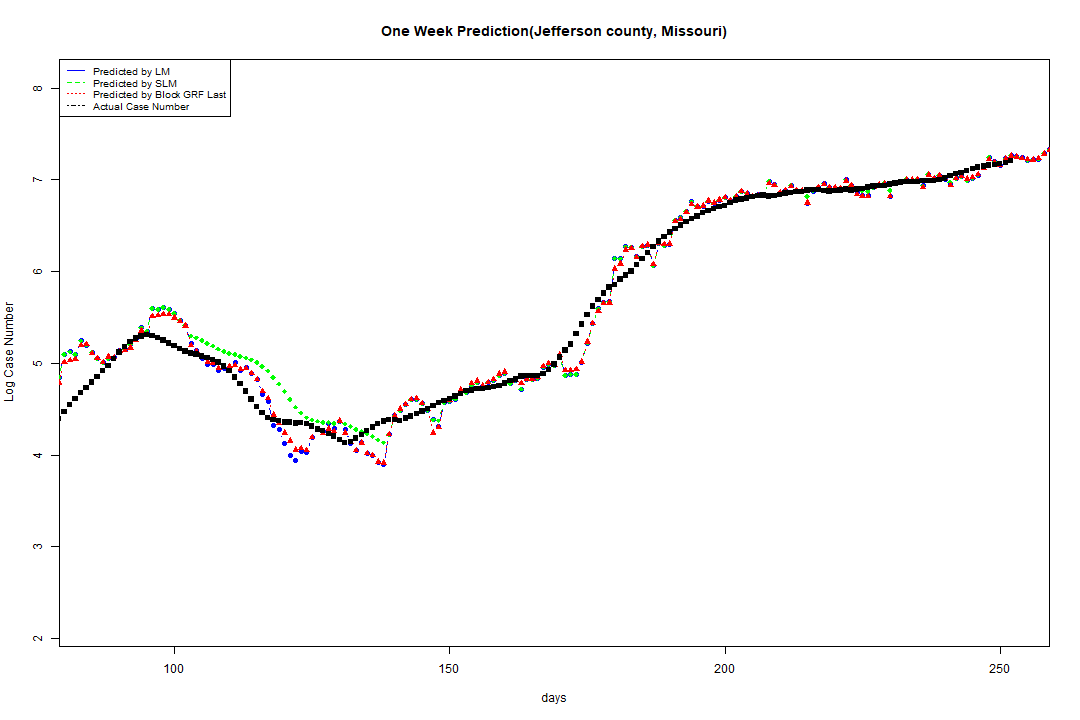 One Week Prediction(Jefferson county, Missouri)
Predicted by LM
Predicted by SLM
Predicted by Block GRF Last
Actual Case Number
8
7
6
5
4
3
2
Log Case Number
100 150 200 250
days